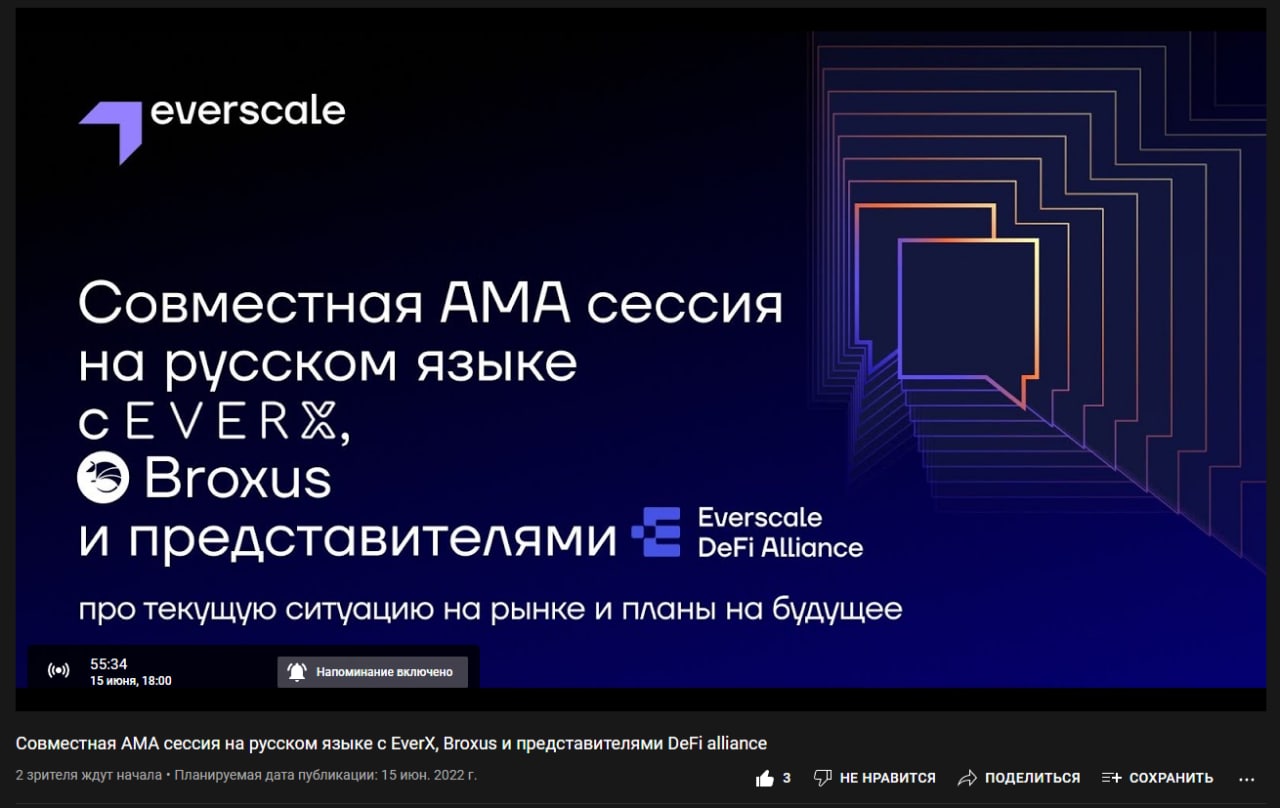 everscale
Совместная АМА сессия
на русском языке
с EVERX,
Broxus
и представителями Everscale DeFi Alliance
про текущую ситуацию на рынке и планы на будущее
55:34
15 июня, 18:00
Напоминание включено
Совместная АМА сессия на русском языке с EverX, Broxus и представителями DeFi alliance
2 зрителя ждут начала • Планируемая дата публикации: 15 июн. 2022 г.
3 НЕ НРАВИТСЯ ПОДЕЛИТЬСЯ СОХРАНИТЬ ...